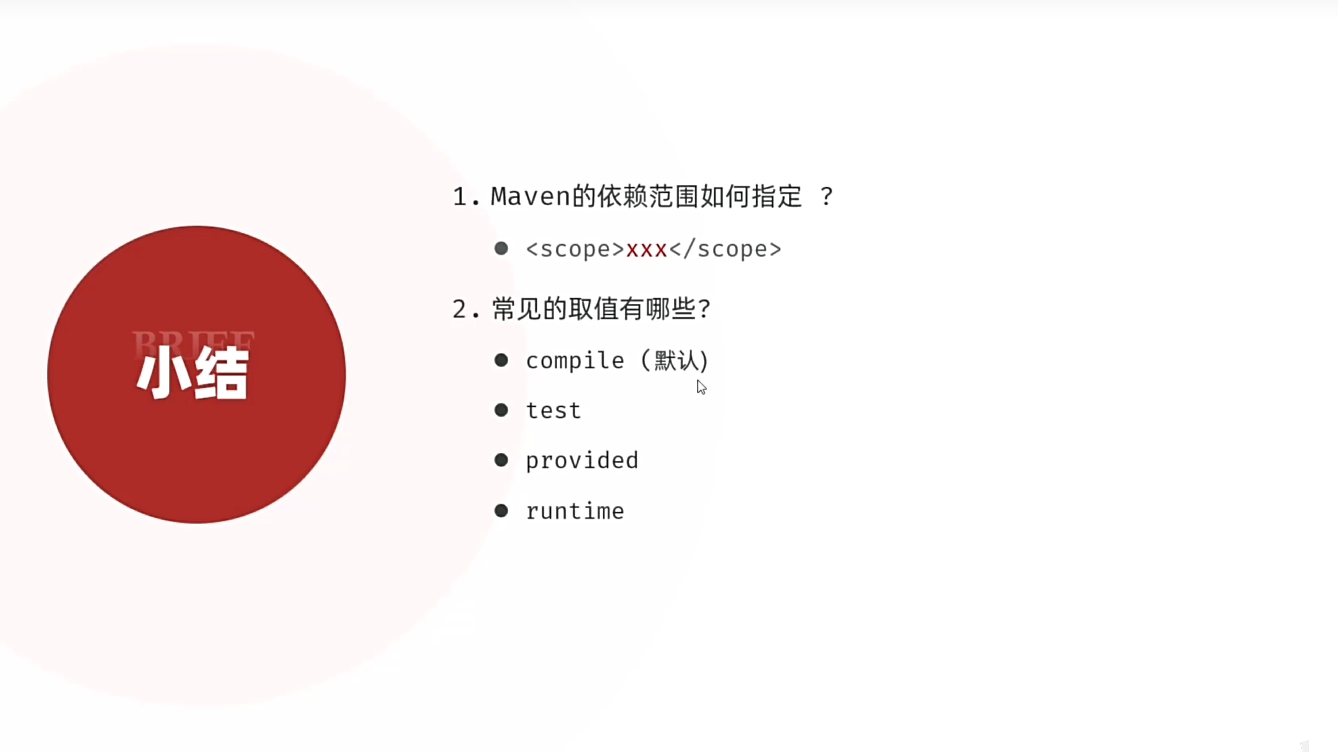 BRIEF
小结
1. Maven的依赖范围如何指定 ?
● <scope>xxx</scope>
2. 常见的取值有哪些?
● compile (默认)
● test
● provided
● runtime